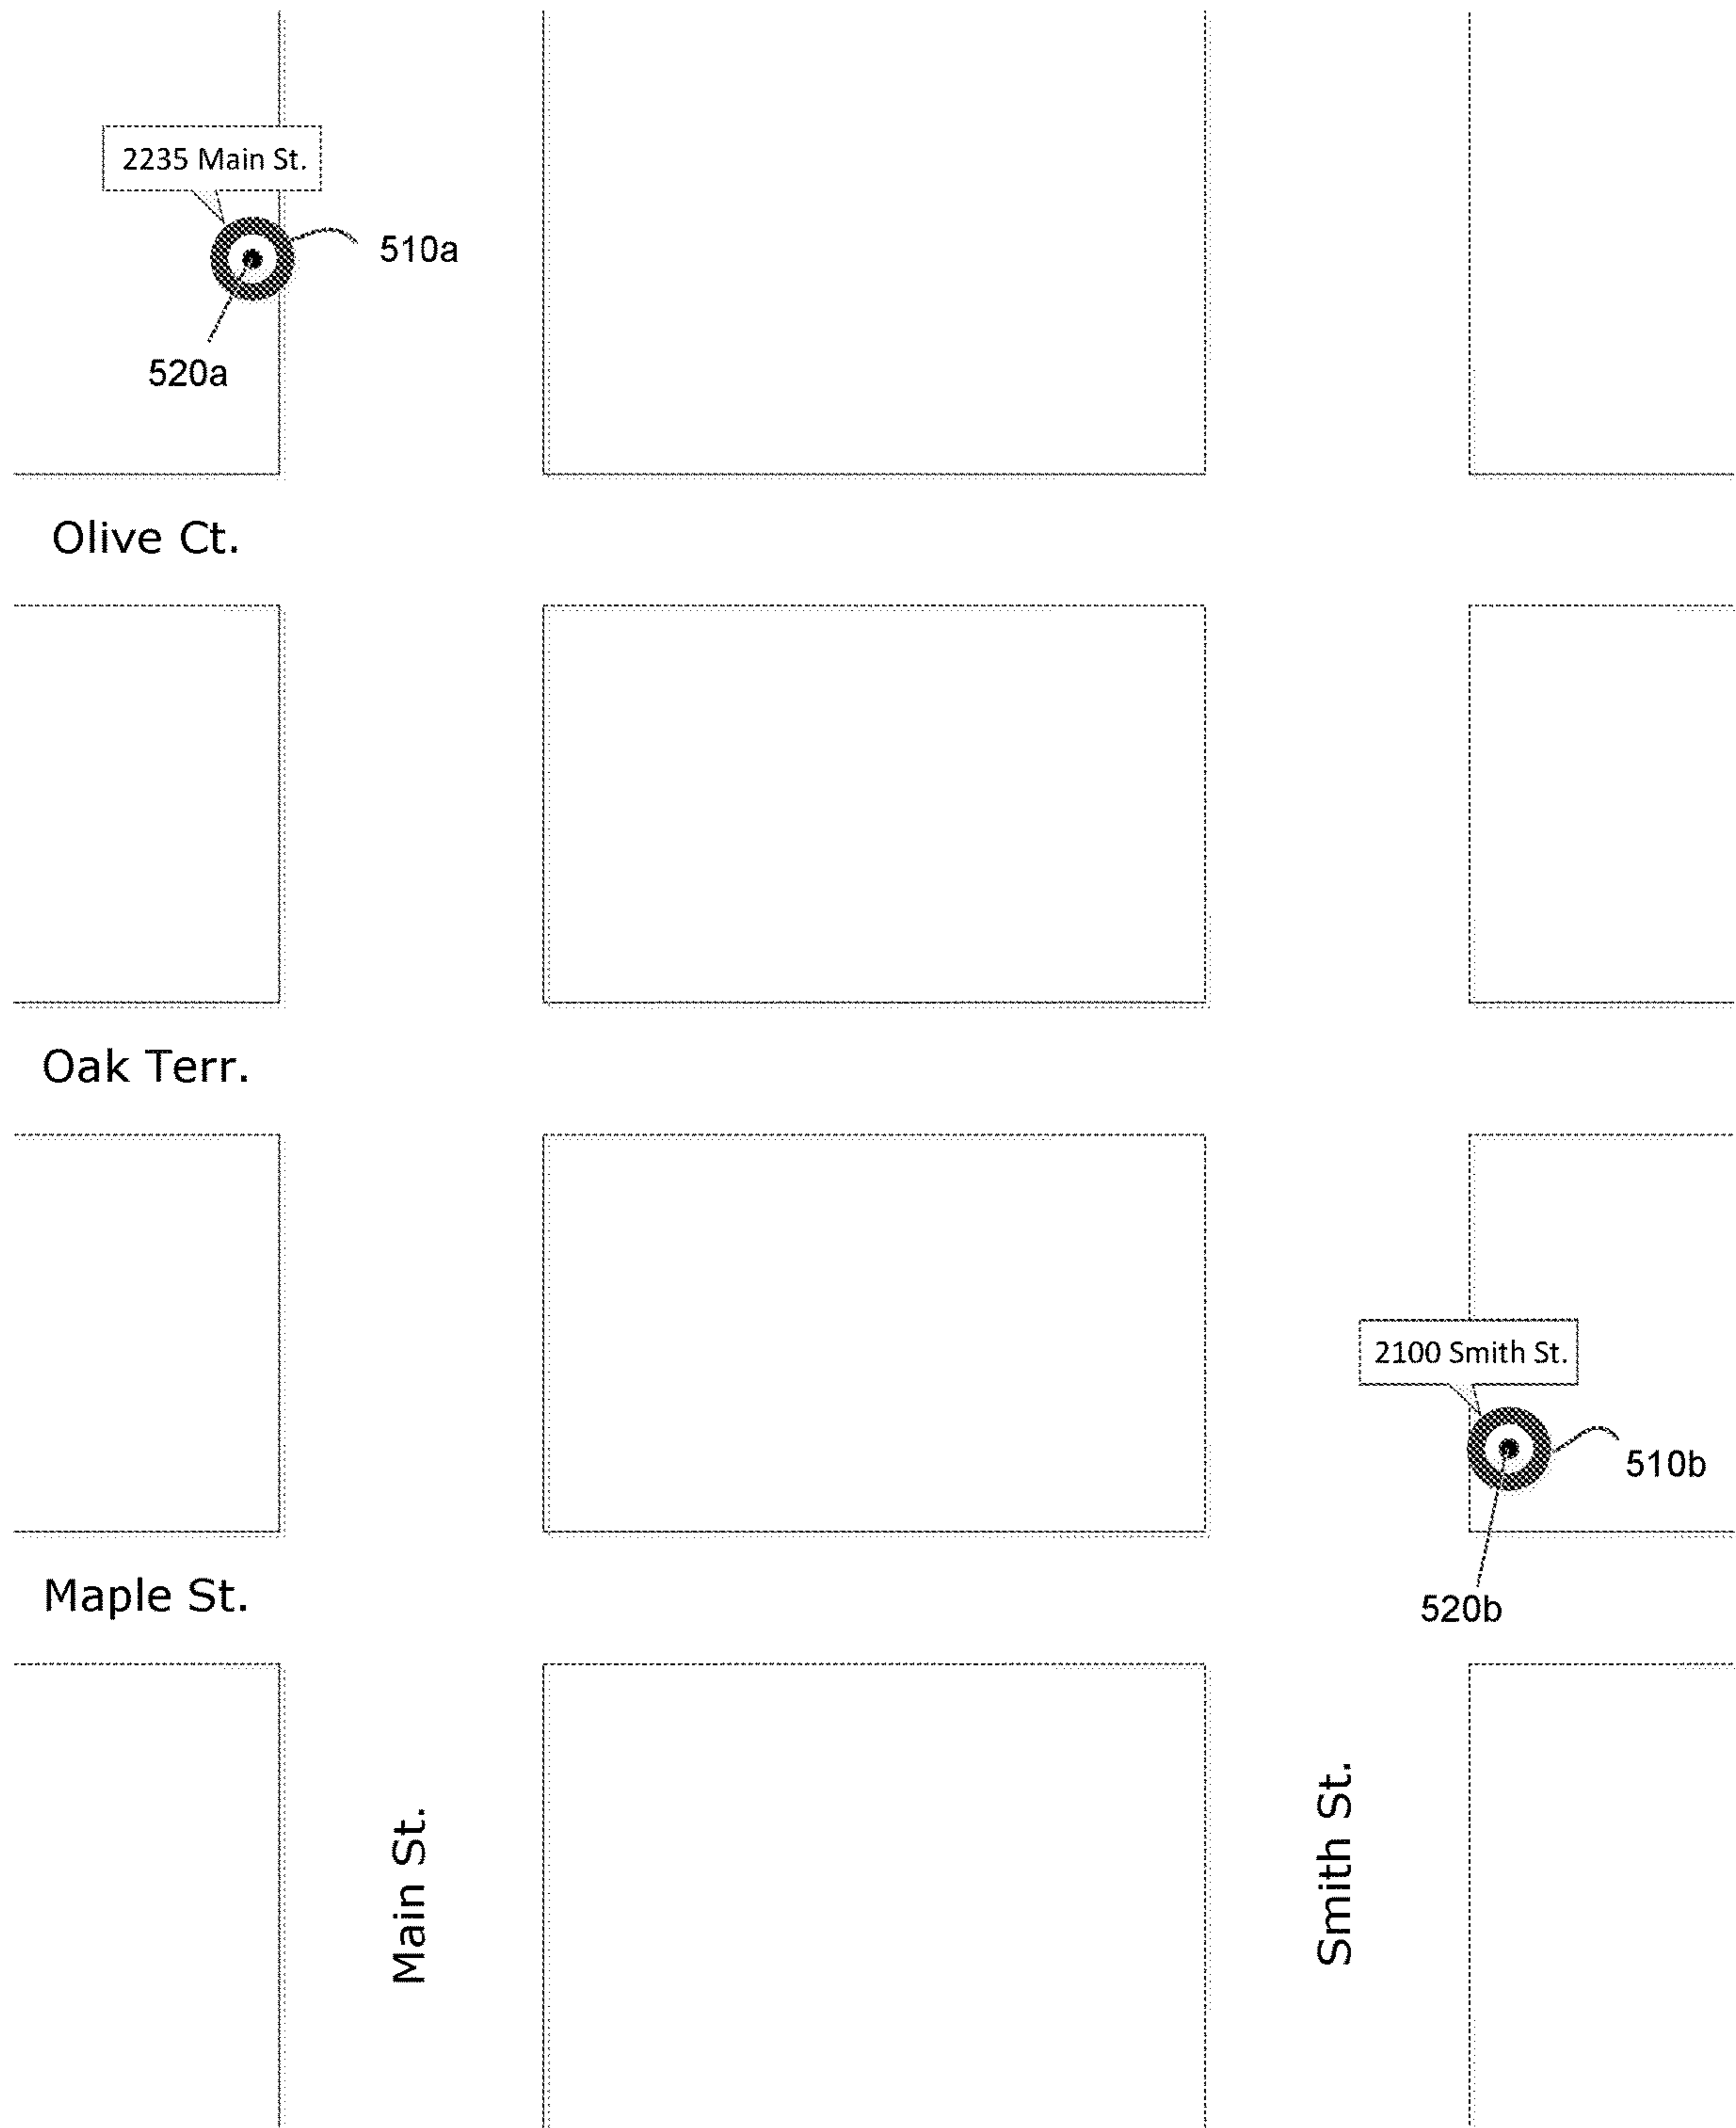 2235 Main St.
510a
520a
Olive Ct.
Oak Terr.
2100 Smith St.
510b
Maple St.
520b
Main St.
Smith St.